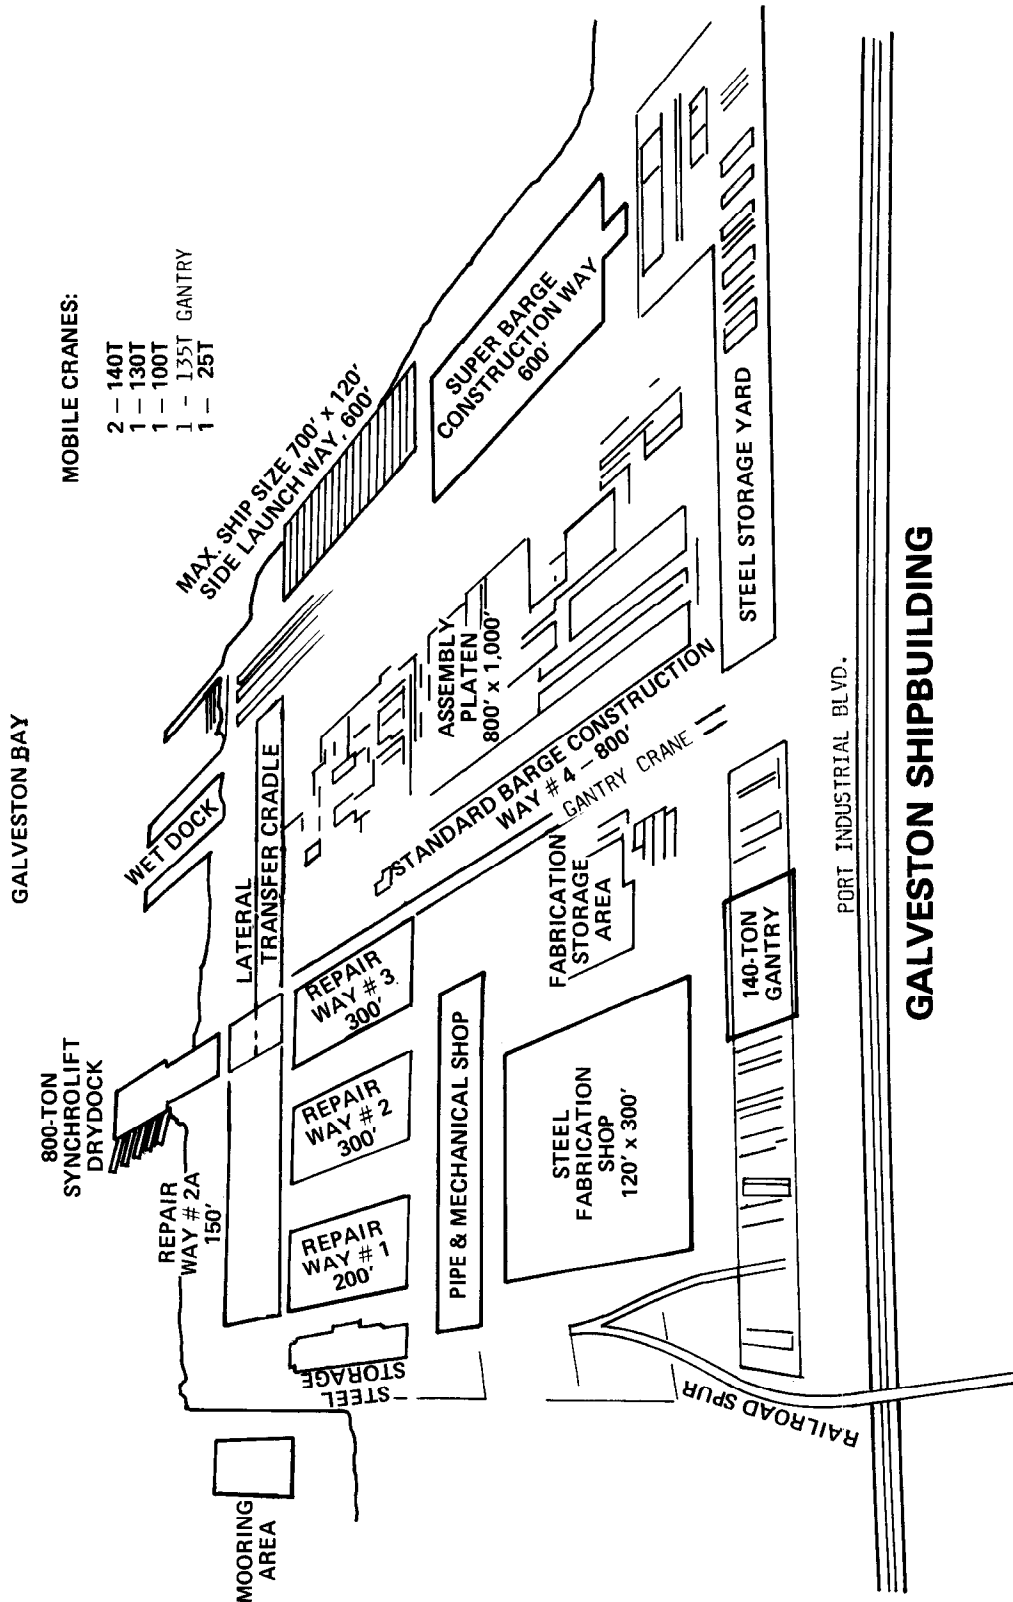 GALVESTON BAY
MOBILE CRANES:
2 – 140T
1 – 130T
1 – 100T
1 - 135T GANTRY
1 – 25T
800-TON
SYNCHROLIFT
DRYDOCK
WET DOCK
MAX. SHIP SIZE 700' x 120'
SIDE LAUNCH WAY, 600'
MOORING
AREA
REPAIR
WAY # 2A
150'
LATERAL
TRANSFER CRADLE
STEEL
STORAGE
REPAIR
WAY # 1
200'
REPAIR
WAY # 2
300'
REPAIR
WAY # 3
300'
ASSEMBLY
PLATEN
800' x 1,000'
SUPER BARGE
CONSTRUCTION WAY
600'
PIPE & MECHANICAL SHOP
STANDARD BARGE CONSTRUCTION
WAY # 4 – 800'
GANTRY CRANE
STEEL
FABRICATION
SHOP
120' x 300'
FABRICATION
STORAGE
AREA
RAILROAD SPUR
140-TON
GANTRY
STEEL STORAGE YARD
PORT INDUSTRIAL BLVD.
GALVESTON SHIPBUILDING